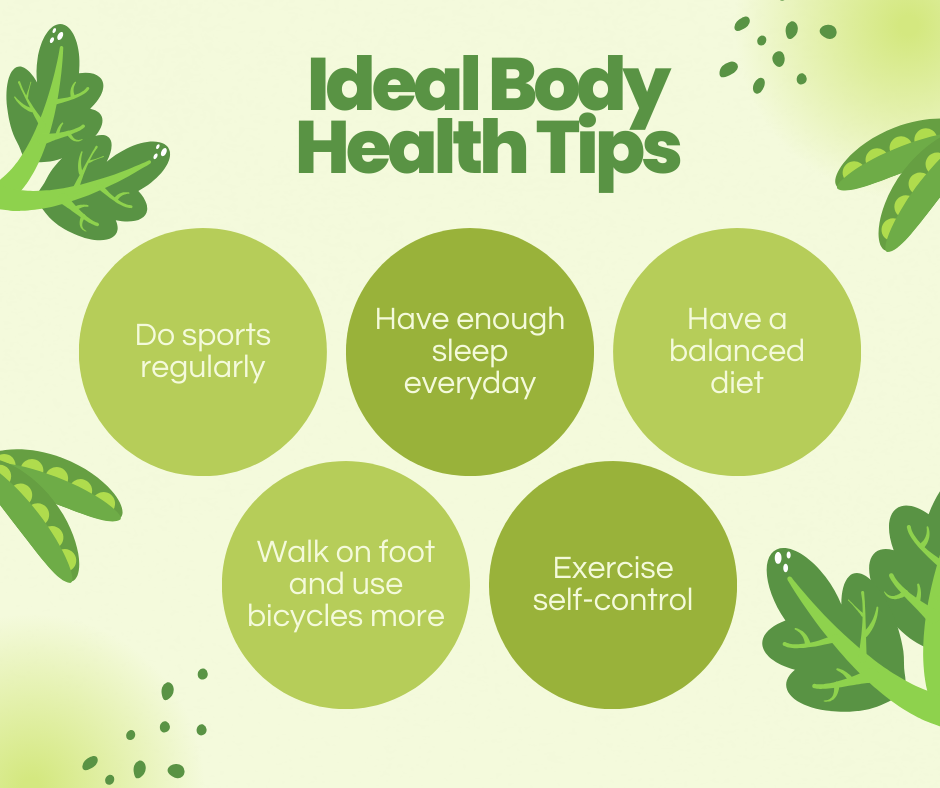 Ideal Body
Health Tips
Do sports
regularly
Have enough
sleep
everyday
Have a
balanced
diet
Walk on foot
and use
bicycles more
Exercise
self-control